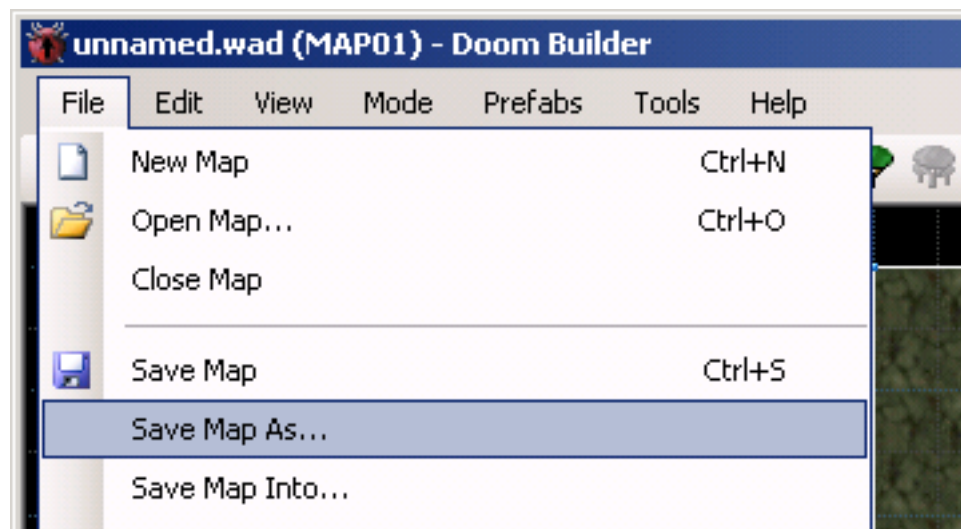 unnamed.wad (MAP01) - Doom Builder
File Edit View Mode Prefabs Tools Help
New Map Ctrl+N
Open Map... Ctrl+O
Close Map
Save Map Ctrl+S
Save Map As...
Save Map Into...